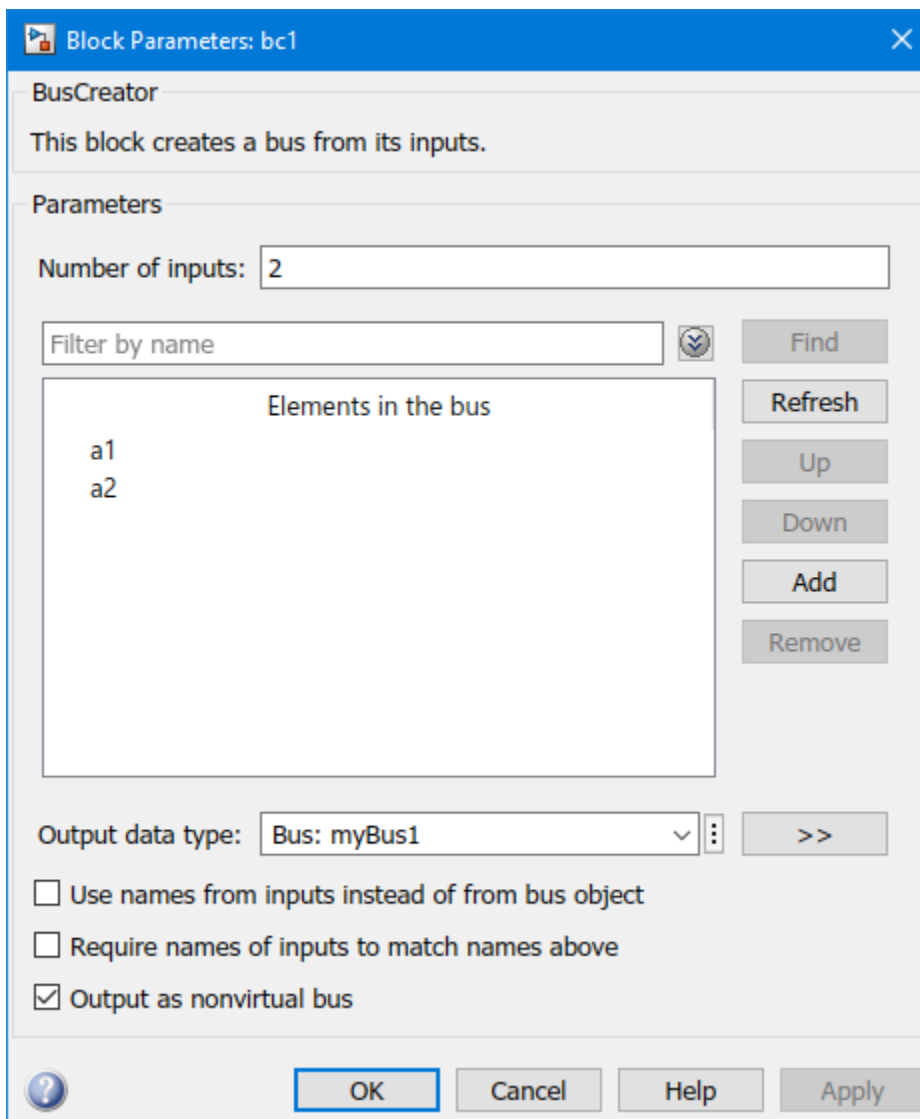 Block Parameters: bc1
BusCreator
This block creates a bus from its inputs.
Parameters
Number of inputs: 2
Filter by name
Find
Elements in the bus
Refresh
a1
Up
a2
Down
Add
Remove
Output data type: Bus: myBus1 >>
Use names from inputs instead of from bus object
Require names of inputs to match names above
Output as nonvirtual bus
? OK Cancel Help Apply